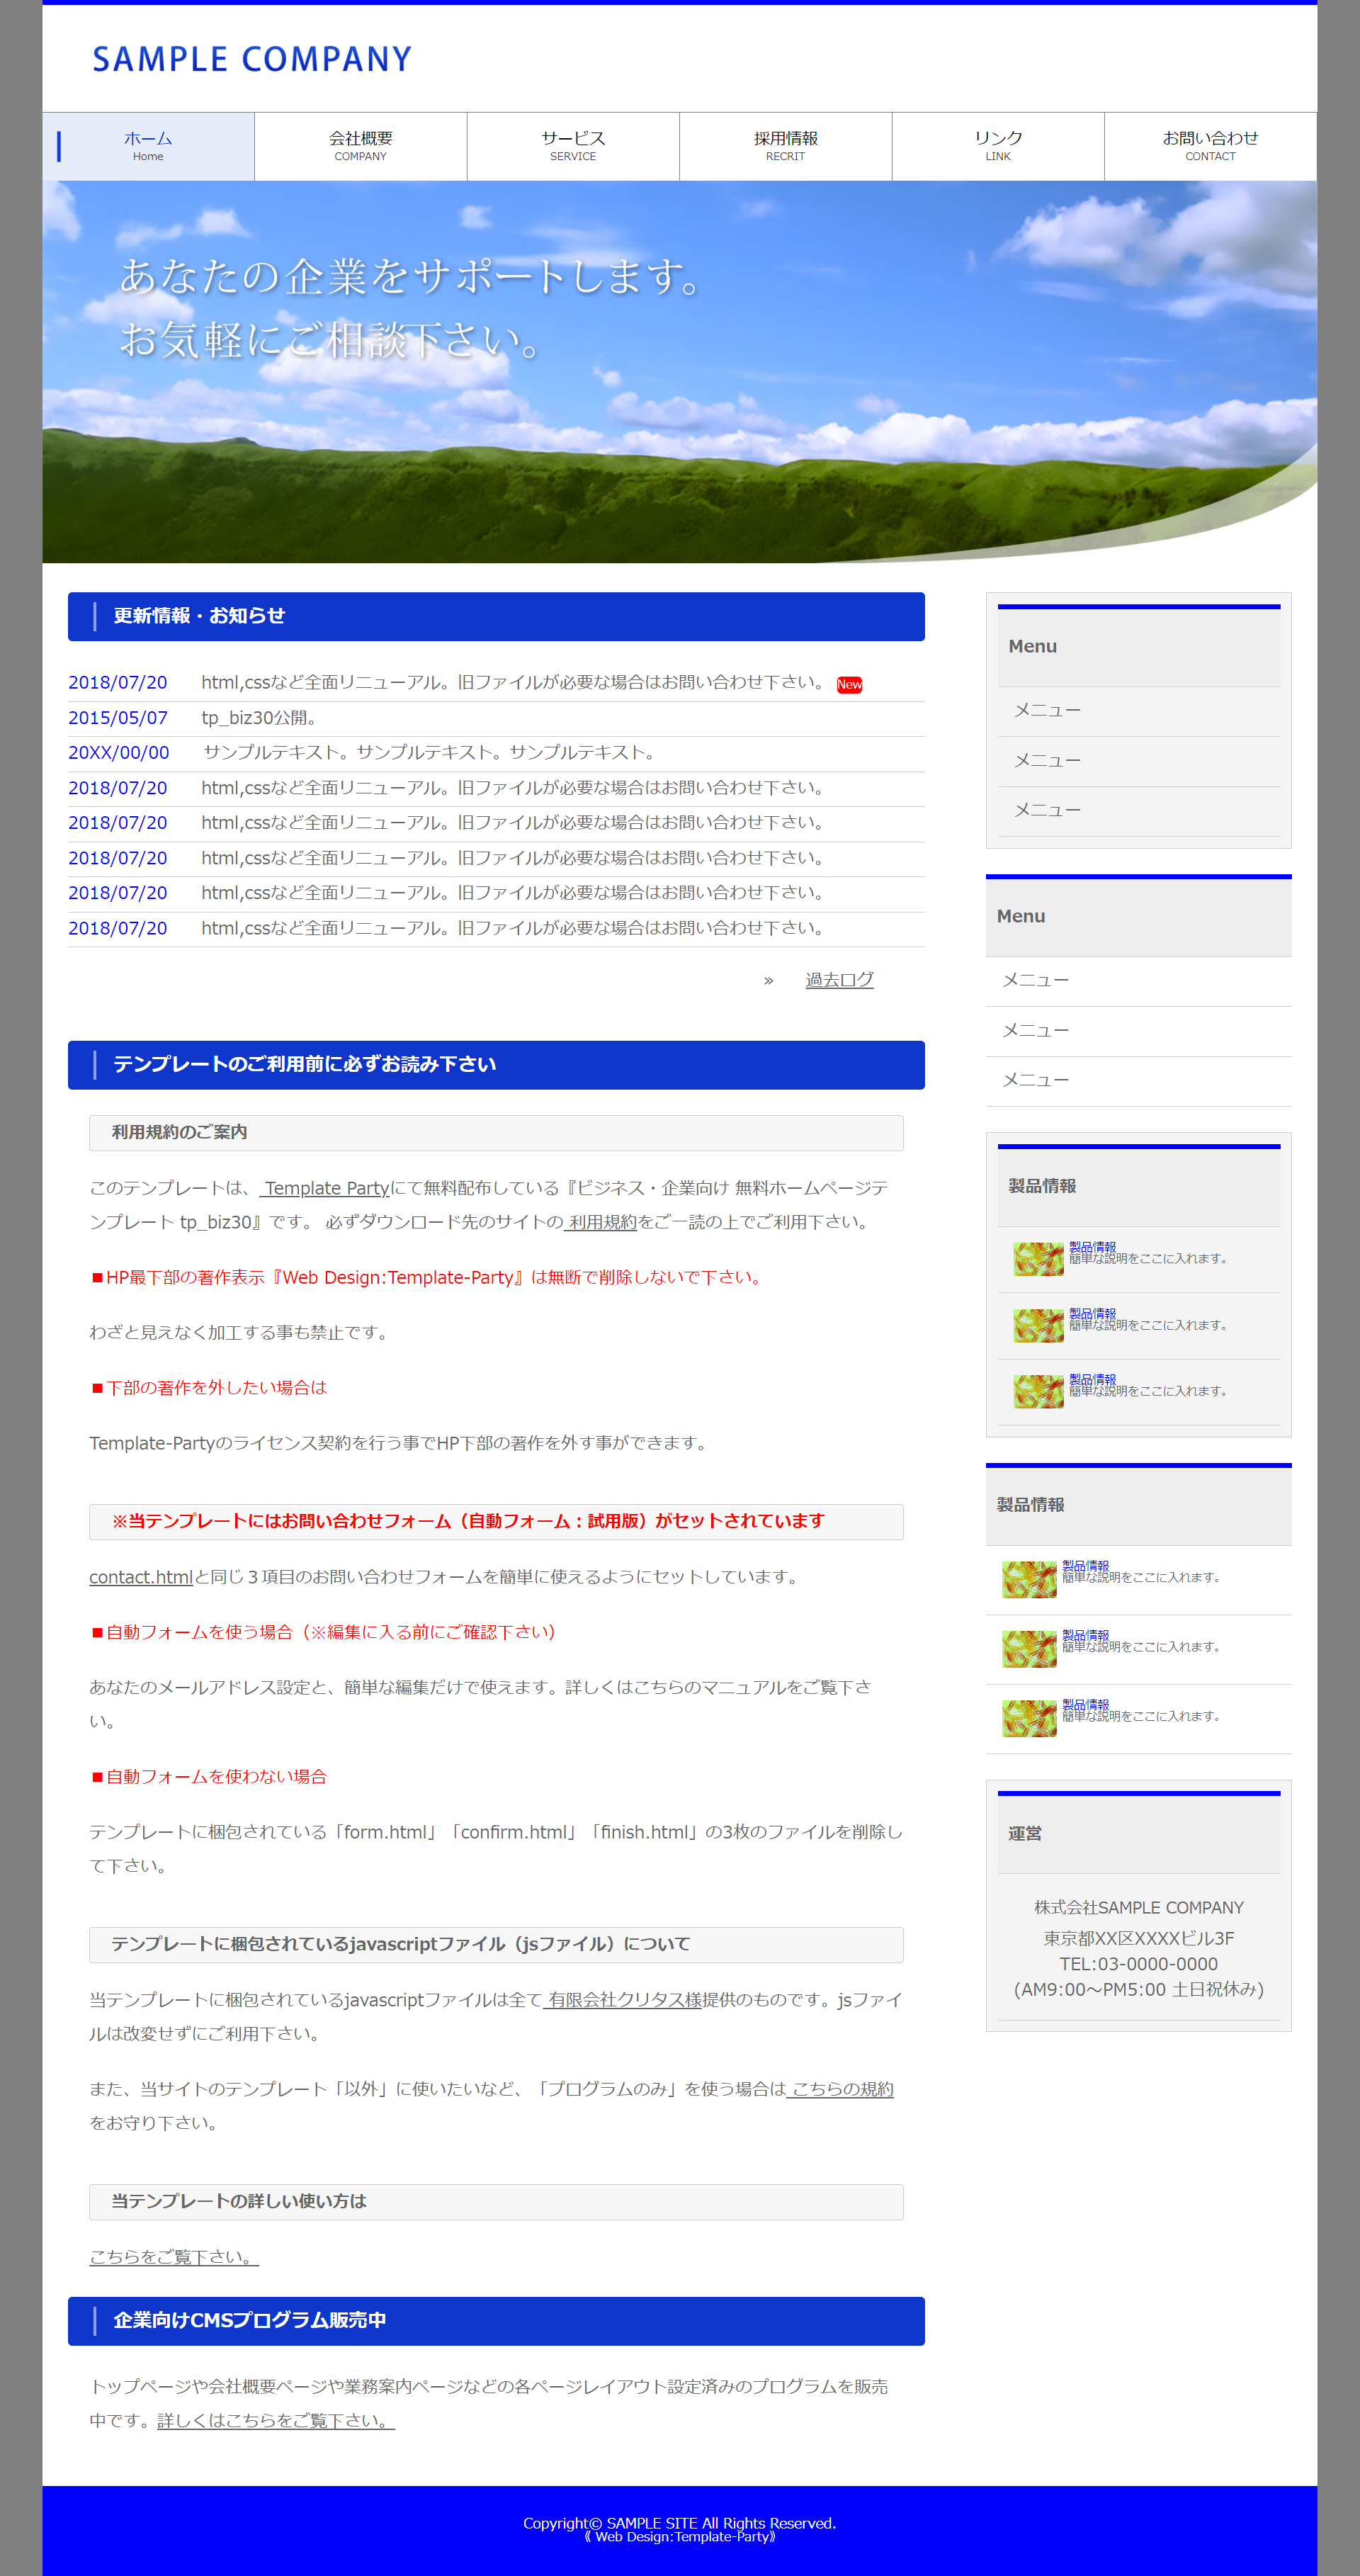 SAMPLE COMPANY
ホーム
Home
会社概要
COMPANY
サービス
SERVICE
採用情報
RECRIT
リンク
LINK
お問い合わせ
CONTACT
あなたの企業をサポートします。
お気軽にご相談下さい。
更新情報・お知らせ
2018/07/20 html,cssなど全面リニューアル。旧ファイルが必要な場合はお問い合わせ下さい。 New
2015/05/07 tp_biz30公開。
20XX/00/00 サンプルテキスト。サンプルテキスト。サンプルテキスト。
2018/07/20 html,cssなど全面リニューアル。旧ファイルが必要な場合はお問い合わせ下さい。
2018/07/20 html,cssなど全面リニューアル。旧ファイルが必要な場合はお問い合わせ下さい。
2018/07/20 html,cssなど全面リニューアル。旧ファイルが必要な場合はお問い合わせ下さい。
2018/07/20 html,cssなど全面リニューアル。旧ファイルが必要な場合はお問い合わせ下さい。
2018/07/20 html,cssなど全面リニューアル。旧ファイルが必要な場合はお問い合わせ下さい。
» 過去ログ
テンプレートのご利用前に必ずお読み下さい
利用規約のご案内
このテンプレートは、 Template Partyにて無料配布している『ビジネス・企業向け 無料ホームページテ
ンプレート tp_biz30』です。 必ずダウンロード先のサイトの 利用規約をご一読の上でご利用下さい。
■HP最下部の著作表示『Web Design:Template-Party』は無断で削除しないで下さい。
わざと見えなく加工する事も禁止です。
■下部の著作を外したい場合は
Template-Partyのライセンス契約を行う事でHP下部の著作を外す事ができます。
※当テンプレートにはお問い合わせフォーム（自動フォーム：試用版）がセットされています
contact.htmlと同じ３項目のお問い合わせフォームを簡単に使えるようにセットしています。
■自動フォームを使う場合（※編集に入る前にご確認下さい）
あなたのメールアドレス設定と、簡単な編集だけで使えます。詳しくはこちらのマニュアルをご覧下さ
い。
■自動フォームを使わない場合
テンプレートに梱包されている「form.html」「confirm.html」「finish.html」の3枚のファイルを削除し
て下さい。
テンプレートに梱包されているjavascriptファイル（jsファイル）について
当テンプレートに梱包されているjavascriptファイルは全て 有限会社クリタス様提供のものです。jsファイ
ルは改変せずにご利用下さい。
また、当サイトのテンプレート「以外」に使いたいなど、「プログラムのみ」を使う場合は こちらの規約
をお守り下さい。
当テンプレートの詳しい使い方は
こちらをご覧下さい。
企業向けCMSプログラム販売中
トップページや会社概要ページや業務案内ページなどの各ページレイアウト設定済みのプログラムを販売
中です。詳しくはこちらをご覧下さい。
Menu
メニュー
メニュー
メニュー
Menu
メニュー
メニュー
メニュー
製品情報
製品情報
簡単な説明をここに入れます。
製品情報
簡単な説明をここに入れます。
製品情報
簡単な説明をここに入れます。
製品情報
製品情報
簡単な説明をここに入れます。
製品情報
簡単な説明をここに入れます。
製品情報
簡単な説明をここに入れます。
運営
株式会社SAMPLE COMPANY
東京都XX区XXXXビル3F
TEL:03-0000-0000
(AM9:00～PM5:00 土日祝休み)
Copyright© SAMPLE SITE All Rights Reserved.
《 Web Design:Template-Party》